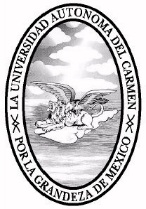 LA UNIVERSIDAD AUTONOMA DEL CARMEN
POR LA GRANDEZA DE MEXICO